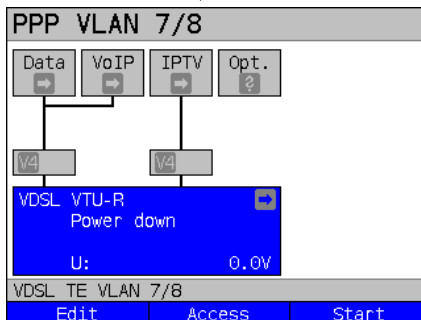 PPP VLAN 7/8
Data VoIP IPTV Opt.
?
V4 V4
VDSL VTU-R
Power down
U: 0.0V
VDSL TE VLAN 7/8
Edit Access Start